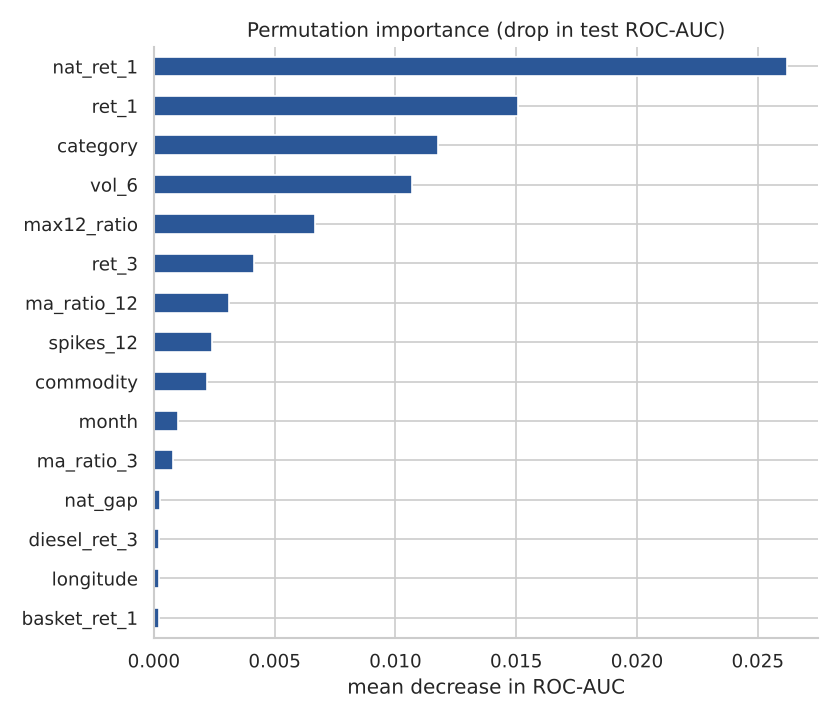 Permutation importance (drop in test ROC-AUC)
nat_ret_1
ret_1
category
vol_6
max12_ratio
ret_3
ma_ratio_12
spikes_12
commodity
month
ma_ratio_3
nat_gap
diesel_ret_3
longitude
basket_ret_1
0.000 0.005 0.010 0.015 0.020 0.025
mean decrease in ROC-AUC